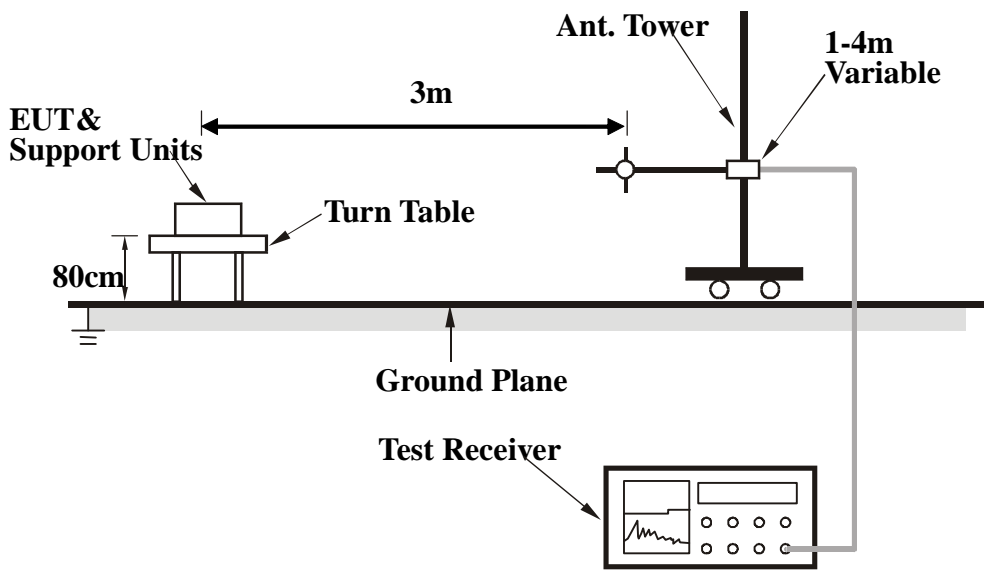 Ant. Tower
1-4m
Variable
3m
EUT&
Support Units
Turn Table
80cm
Ground Plane
Test Receiver